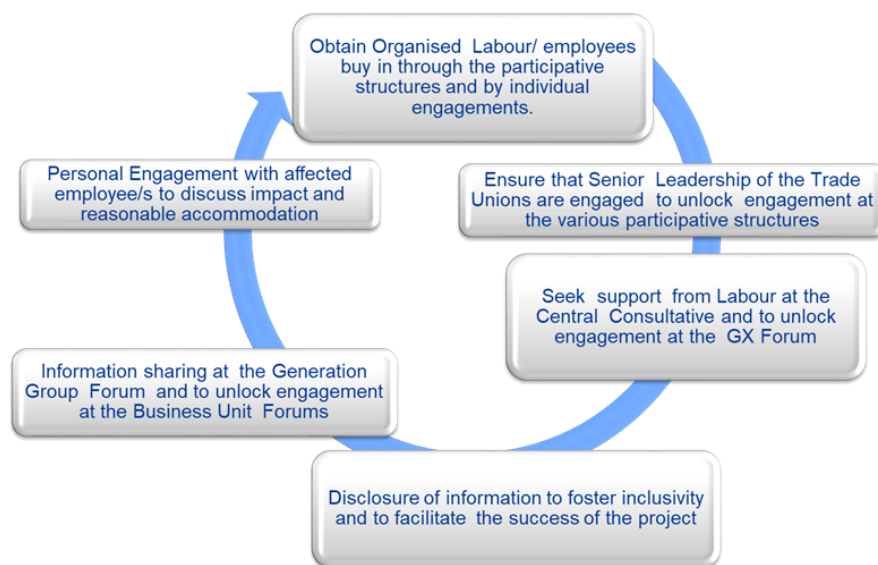 Obtain Organised Labour/ employees
buy in through the participative
structures and by individual
engagements.
Ensure that Senior Leadership of the Trade
Unions are engaged to unlock engagement at
the various participative structures
Seek support from Labour at the
Central Consultative and to unlock
engagement at the GX Forum
Disclosure of information to foster inclusivity
and to facilitate the success of the project
Information sharing at the Generation
Group Forum and to unlock engagement
at the Business Unit Forums
Personal Engagement with affected
employee/s to discuss impact and
reasonable accommodation